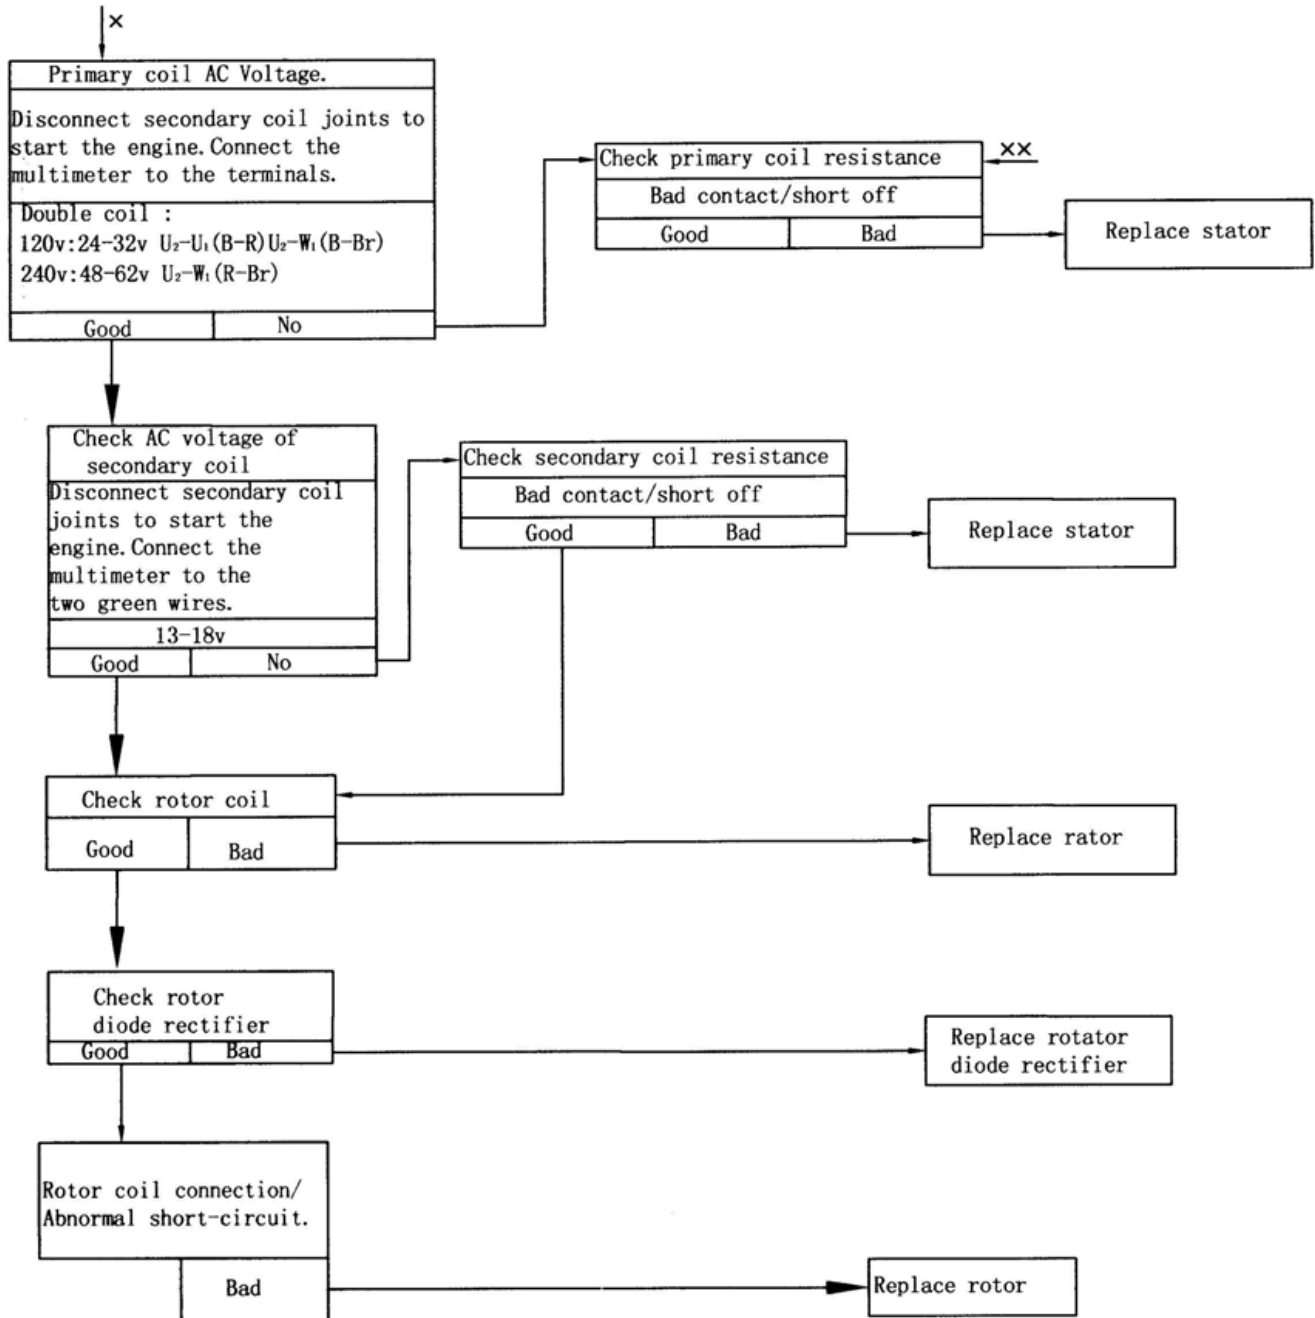 ×
Primary coil AC Voltage.
Disconnect secondary coil joints to
start the engine.Connect the
multimeter to the terminals.
Double coil :
120v:24-32v U₂-U₁(B-R)U₂-W₁(B-Br)
240v:48-62v U₂-W₁(R-Br)
Good No
Check primary coil resistance
××
Bad contact/short off
Good Bad
Replace stator
Check AC voltage of
secondary coil
Disconnect secondary coil
joints to start the
engine.Connect the
multimeter to the
two green wires.
13-18v
Good No
Check secondary coil resistance
Bad contact/short off
Good Bad
Replace stator
Check rotor coil
Good Bad
Replace rator
Check rotor
diode rectifier
Good Bad
Replace rotator
diode rectifier
Rotor coil connection/
Abnormal short-circuit.
Bad
Replace rotor